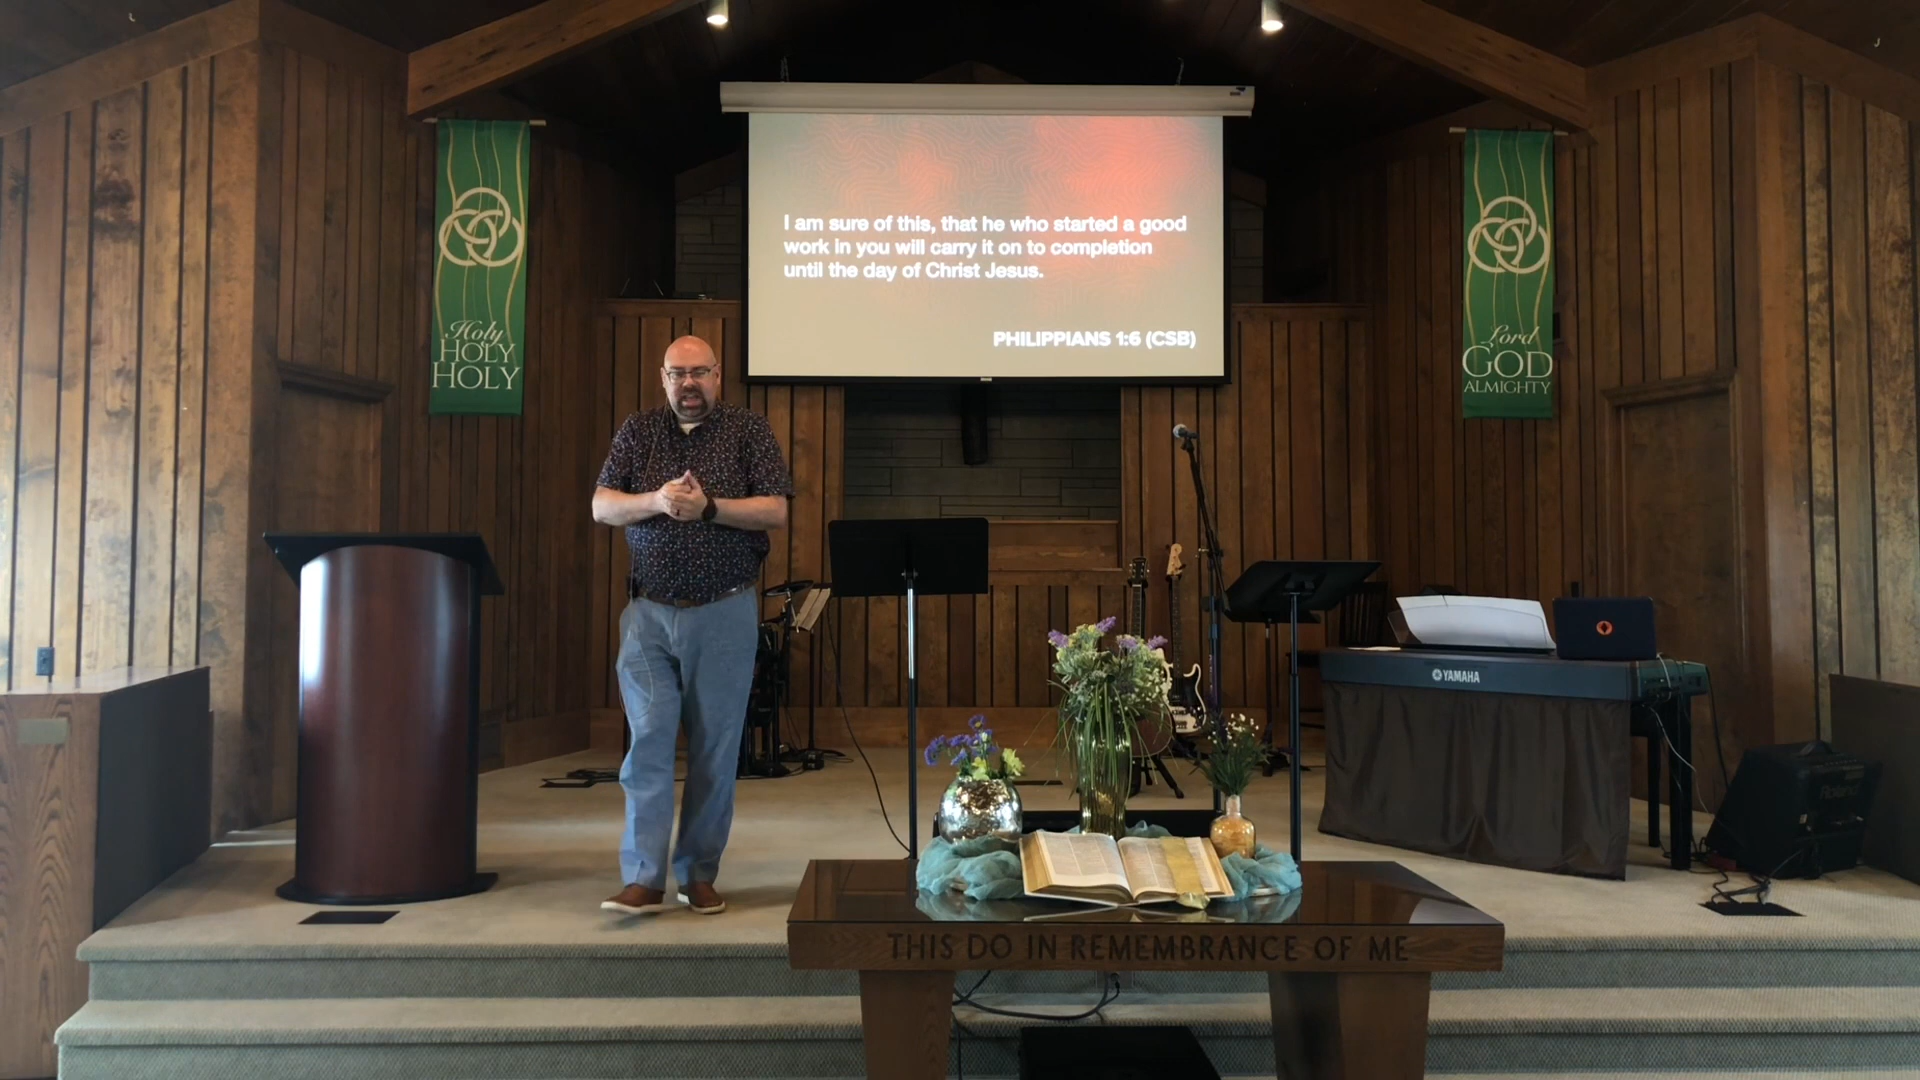 I am sure of this, that he who started a good
work in you will carry it on to completion
until the day of Christ Jesus.
PHILIPPIANS 1:6 (CSB)
Holy
HOLY
HOLY
Lord
GOD
ALMIGHTY
YAMAHA
Roland
THIS DO IN REMEMBRANCE OF ME